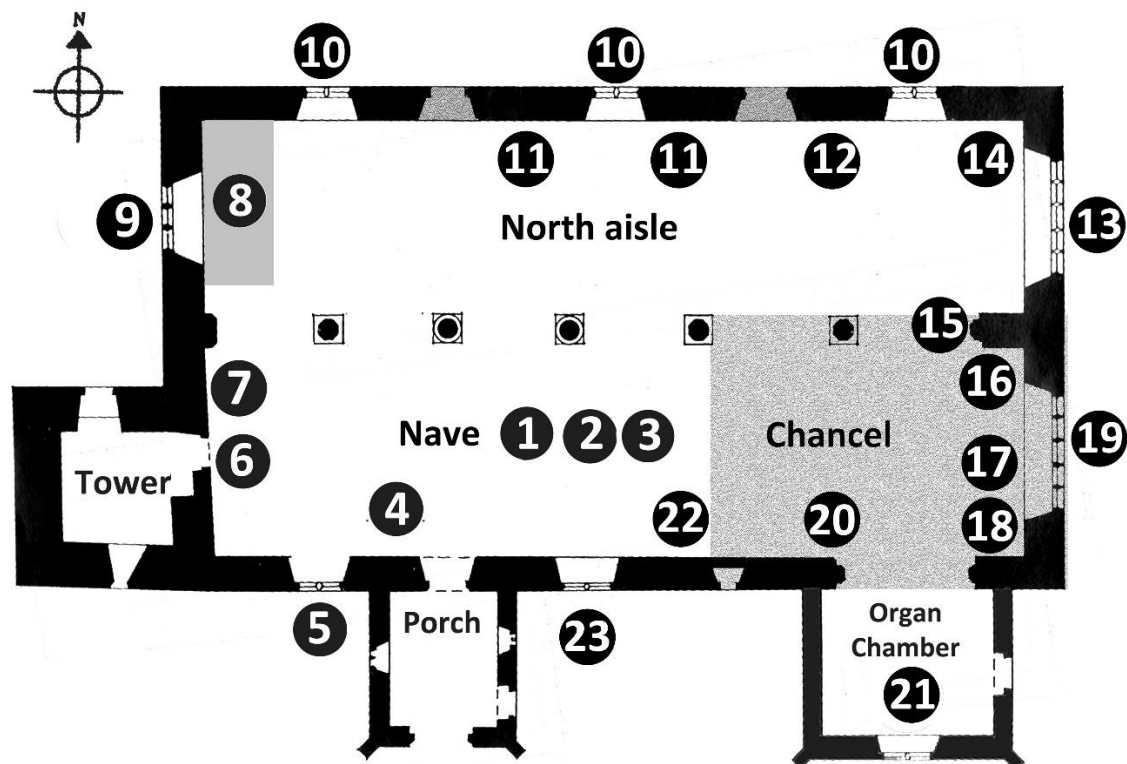 N
10 10 10
11 11 12 14
8
9 13
North aisle
15
7 16
Nave 1 2 3 Chancel 19
6 17
Tower
4 22 20 18
Organ
Chamber
Porch
5 23
21